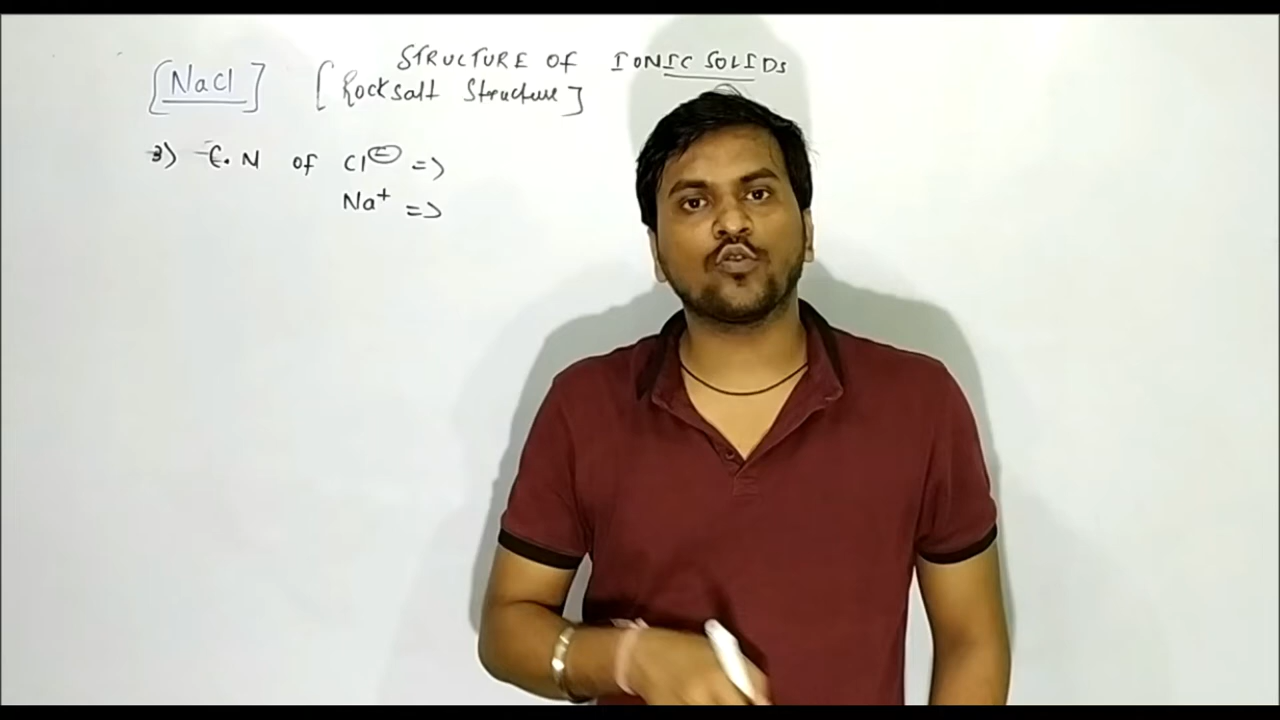 STRUCTURE OF IONIC SOLIDS
[NaCl] [Rocksalt Structure]
3) C.N of Cl⊖ =>
Na⁺ =>